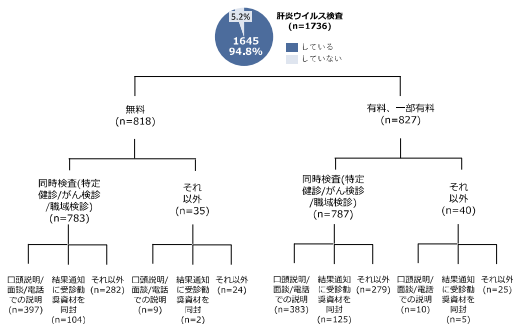 5.2%
1645
94.8%
肝炎ウイルス検査
(n=1736)
している
していない
無料
(n=818)
有料、一部有料
(n=827)
同時検査(特定
健診/がん検診
/職域検診)
(n=783)
それ
以外
(n=35)
同時検査(特定
健診/がん検診
/職域検診)
(n=787)
それ
以外
(n=40)
口頭説明/
面談/電話
での説明
(n=397)
結果通知
に受診勧
奨資材を
同封
(n=104)
それ以外
(n=282)
口頭説明/
面談/電話
での説明
(n=9)
結果通知
に受診勧
奨資材を
同封
(n=2)
それ以外
(n=24)
口頭説明/
面談/電話
での説明
(n=383)
結果通知
に受診勧
奨資材を
同封
(n=125)
それ以外
(n=279)
口頭説明/
面談/電話
での説明
(n=10)
結果通知
に受診勧
奨資材を
同封
(n=5)
それ以外
(n=25)